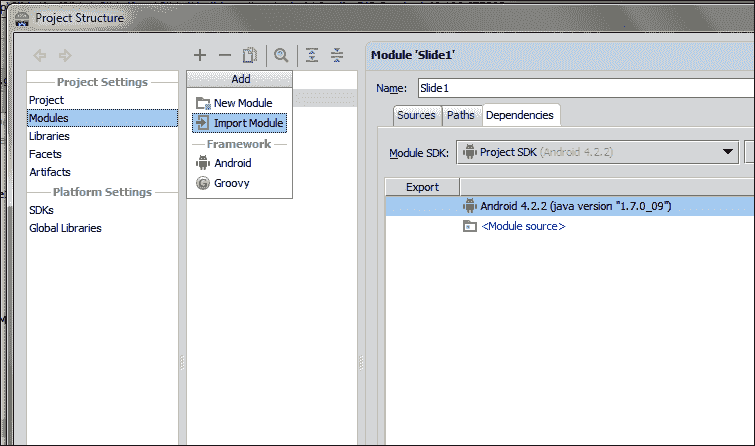 Project Structure
Project Settings
Project
Modules
Libraries
Facets
Artifacts
Platform Settings
SDKs
Global Libraries
Add
New Module
Import Module
Framework
Android
Groovy
Module 'Slide1'
Name: Slide1
Sources Paths Dependencies
Module SDK: Project SDK (Android 4.2.2)
Export
Android 4.2.2 (java version "1.7.0_09")
<Module source>